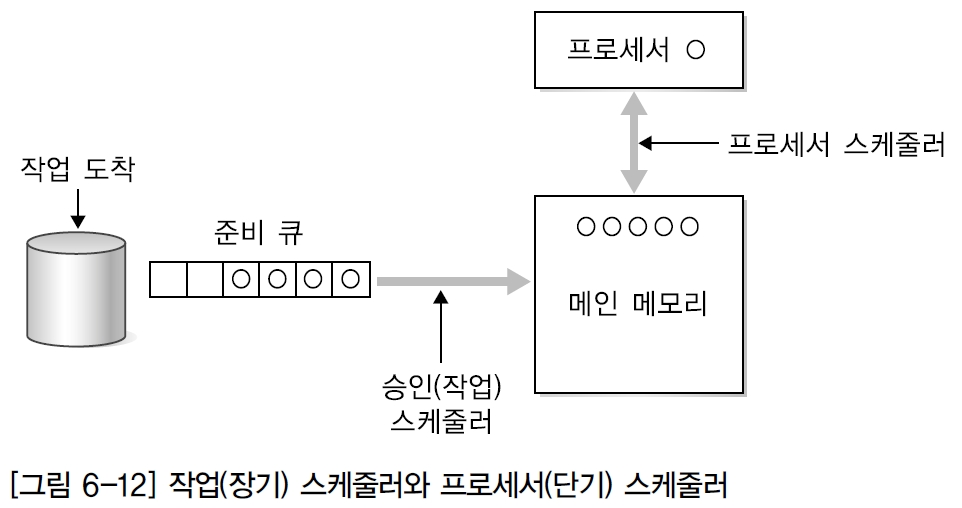 프로세서
프로세서 스케줄러
작업 도착
준비 큐
메인 메모리
승인(작업)
스케줄러
[그림 6-12] 작업(장기) 스케줄러와 프로세서(단기) 스케줄러